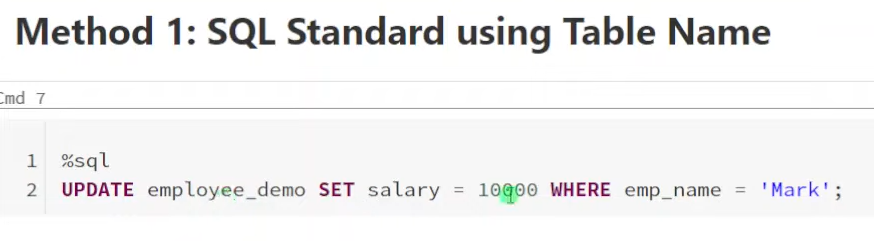 Method 1: SQL Standard using Table Name
Cmd 7
1 %sql
2 UPDATE employee_demo SET salary = 10000 WHERE emp_name = 'Mark';